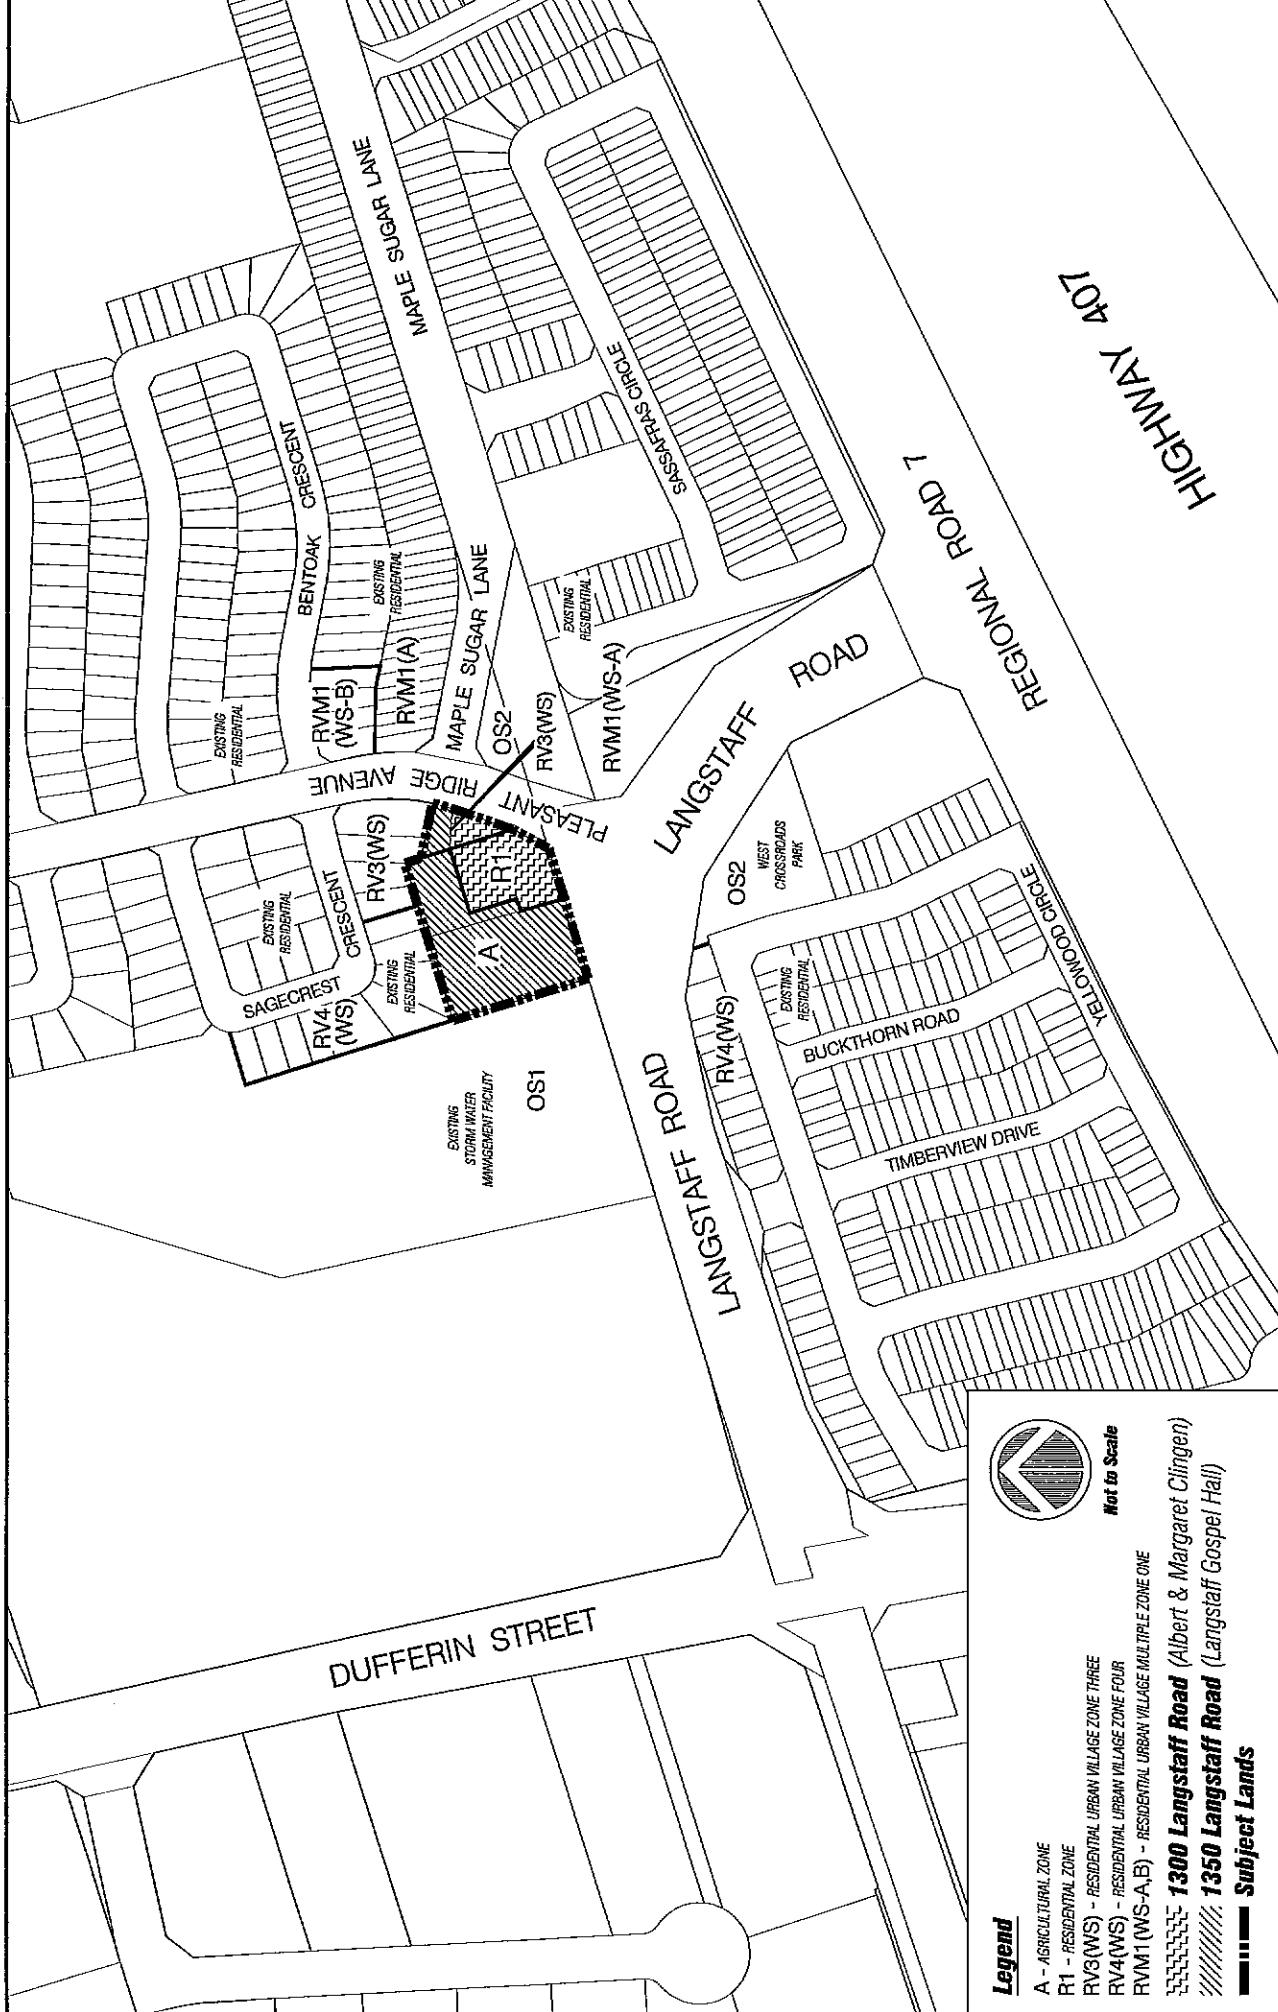 MAPLE SUGAR LANE
BENTOAK CRESCENT
SASSAFRAS CIRCLE
HIGHWAY 407
REGIONAL ROAD 7
EXISTING
RESIDENTIAL
MAPLE SUGAR LANE
EXISTING
RESIDENTIAL
RVM1(A)
RVM1
(WS-B)
EXISTING
RESIDENTIAL
OS2
RV3(WS)
RVM1(WS-A)
PLEASANT RIDGE AVENUE
LANGSTAFF ROAD
RV3(WS)
R1
A
EXISTING
RESIDENTIAL
SAGECREST CRESCENT
EXISTING
RESIDENTIAL
RV4
(WS)
OS2
WEST
CROSSROADS
PARK
EXISTING
RESIDENTIAL
YELLOWOOD CIRCLE
BUCKTHORN ROAD
RV4(WS)
TIMBERVIEW DRIVE
EXISTING
STORM WATER
MANAGEMENT FACILITY
OS1
LANGSTAFF ROAD
DUFFERIN STREET
Legend
A - AGRICULTURAL ZONE
R1 - RESIDENTIAL ZONE
RV3(WS) - RESIDENTIAL URBAN VILLAGE ZONE THREE
RV4(WS) - RESIDENTIAL URBAN VILLAGE ZONE FOUR
RVM1(WS-A,B) - RESIDENTIAL URBAN VILLAGE MULTIPLE ZONE ONE
1300 Langstaff Road (Albert & Margaret Clingen)
1350 Langstaff Road (Langstaff Gospel Hall)
Subject Lands
Not to Scale